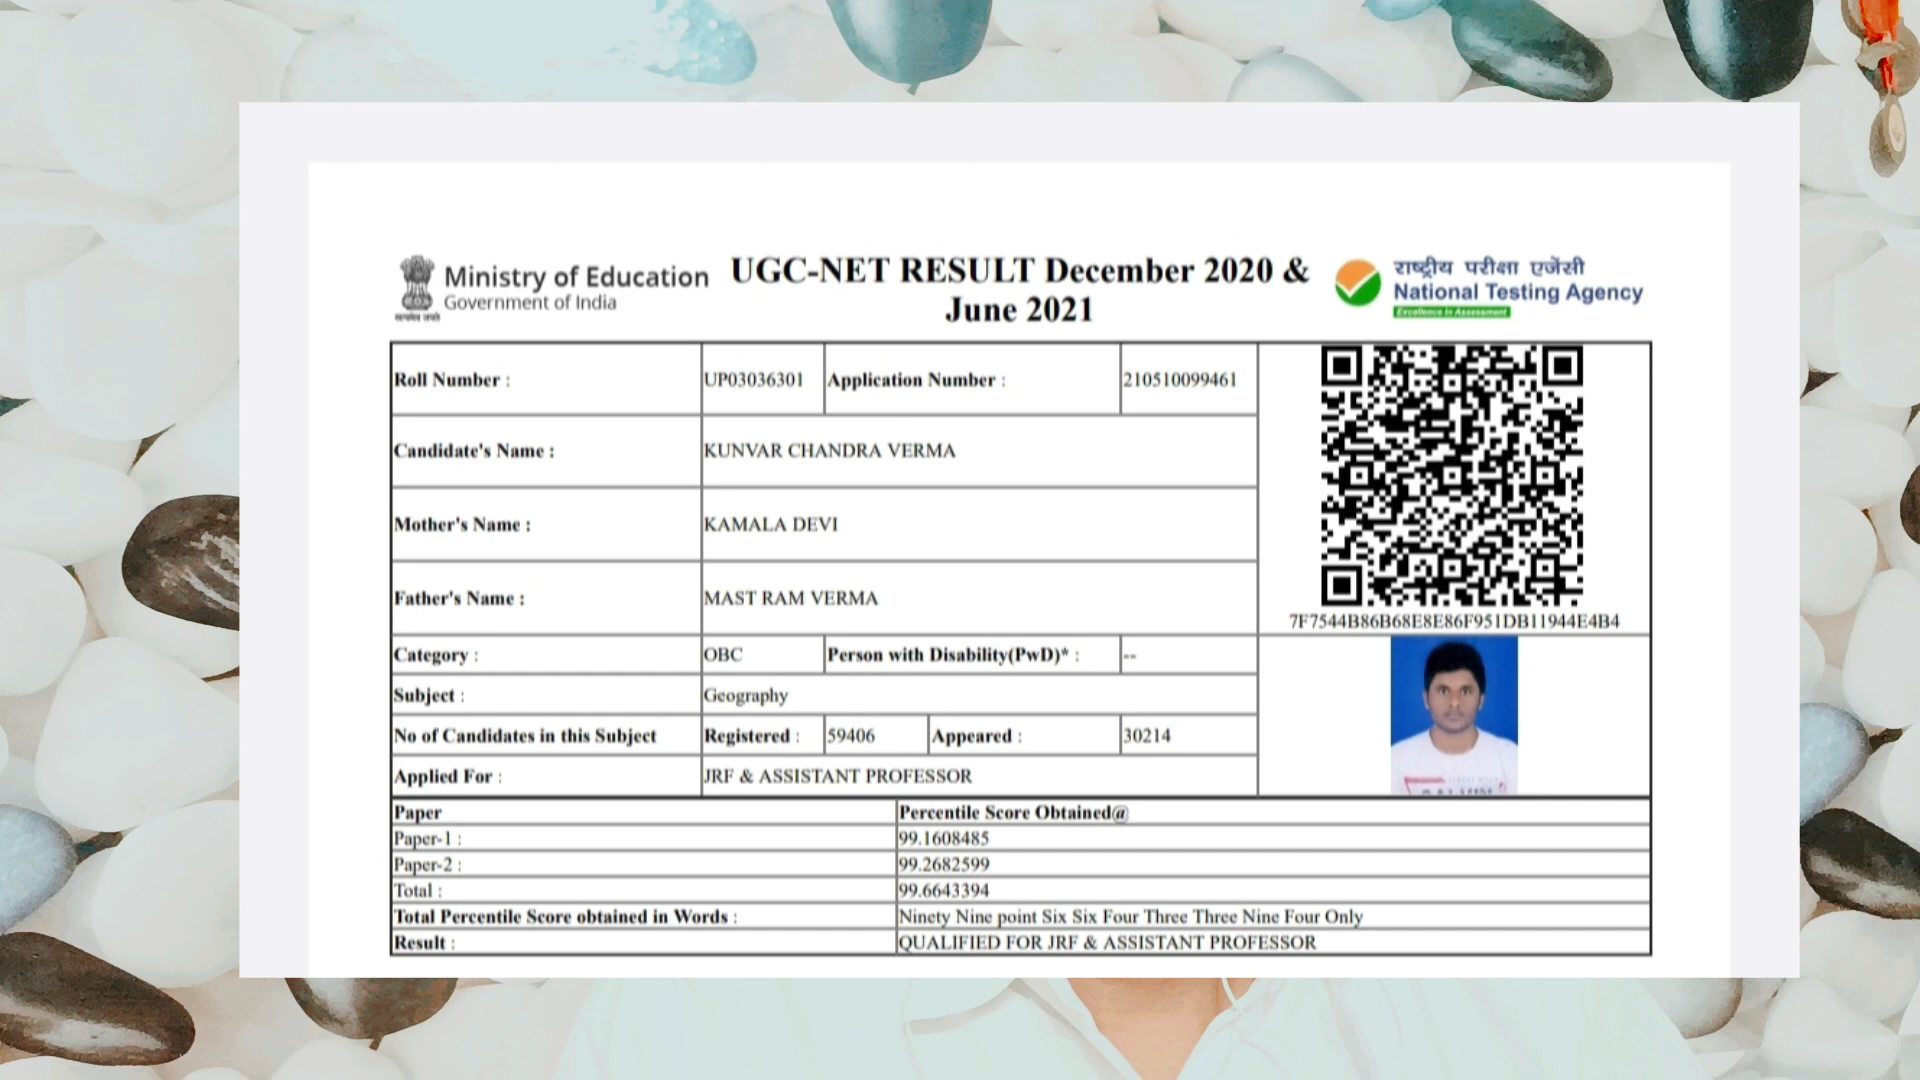 Ministry of Education
Government of India
सत्यमेव जयते
UGC-NET RESULT December 2020 &
June 2021
राष्ट्रीय परीक्षा एजेंसी
National Testing Agency
Excellence in Assessment
Roll Number : UP03036301 Application Number : 210510099461
Candidate's Name : KUNVAR CHANDRA VERMA
Mother's Name : KAMALA DEVI
Father's Name : MAST RAM VERMA
7F7544B86B68E8E86F951DB11944E4B4
Category : OBC Person with Disability(PwD)* : --
Subject : Geography
No of Candidates in this Subject Registered : 59406 Appeared : 30214
Applied For : JRF & ASSISTANT PROFESSOR
Paper Percentile Score Obtained@
Paper-1 : 99.1608485
Paper-2 : 99.2682599
Total : 99.6643394
Total Percentile Score obtained in Words : Ninety Nine point Six Six Four Three Three Nine Four Only
Result : QUALIFIED FOR JRF & ASSISTANT PROFESSOR